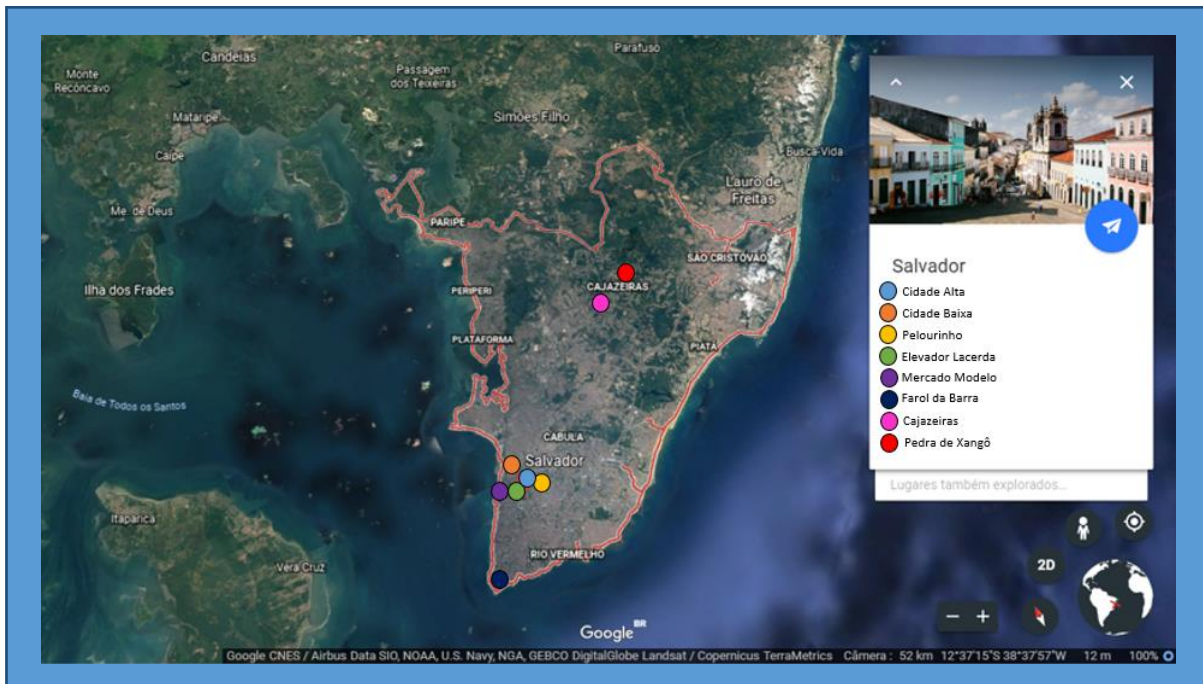 Candeias
Parafuso
Monte
Recôncavo
Passagem
dos Teixeiras
Mataripe
Simões Filho
Caipe
Busca-Vida
Lauro de
Freitas
Me. de Deus
PARIPE
SÃO CRISTOVÃO
Ilha dos Frades
PERIPERI
CAJAZEIRAS
PLATAFORMA
PIATA
Baía de Todos os Santos
CABULA
Salvador
Itaparica
RIO VERMELHO
Vera Cruz
Salvador
Cidade Alta
Cidade Baixa
Pelourinho
Elevador Lacerda
Mercado Modelo
Farol da Barra
Cajazeiras
Pedra de Xangô
Lugares também explorados...
2D
Google BR
Google CNES / Airbus Data SIO, NOAA, U.S. Navy, NGA, GEBCO DigitalGlobe Landsat / Copernicus TerraMetrics Câmera : 52 km 12°37'15"S 38°37'57"W 12 m 100%